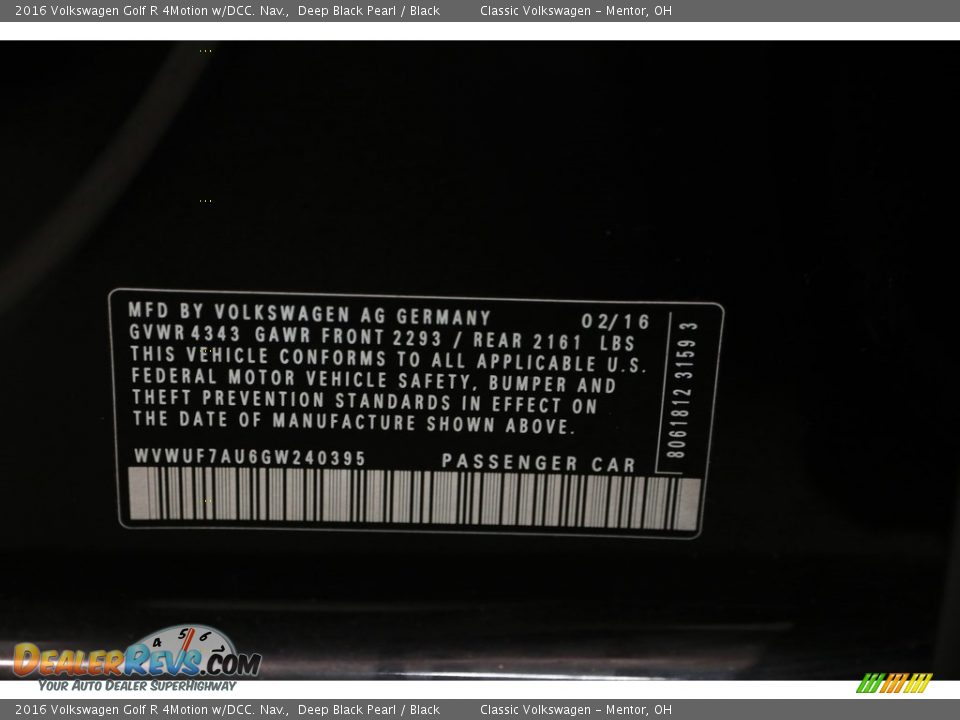 2016 Volkswagen Golf R 4Motion w/DCC. Nav., Deep Black Pearl / Black Classic Volkswagen - Mentor, OH
MFD BY VOLKSWAGEN AG GERMANY 02/16
GVWR 4343 GAWR FRONT 2293 / REAR 2161 LBS
THIS VEHICLE CONFORMS TO ALL APPLICABLE U.S.
FEDERAL MOTOR VEHICLE SAFETY, BUMPER AND
THEFT PREVENTION STANDARDS IN EFFECT ON
THE DATE OF MANUFACTURE SHOWN ABOVE.
WVWUF7AU6GW240395 PASSENGER CAR
8061812 3159 3
4 5 6 7
DEALERREVS.COM
YOUR AUTO DEALER SUPERHIGHWAY
2016 Volkswagen Golf R 4Motion w/DCC. Nav., Deep Black Pearl / Black Classic Volkswagen - Mentor, OH